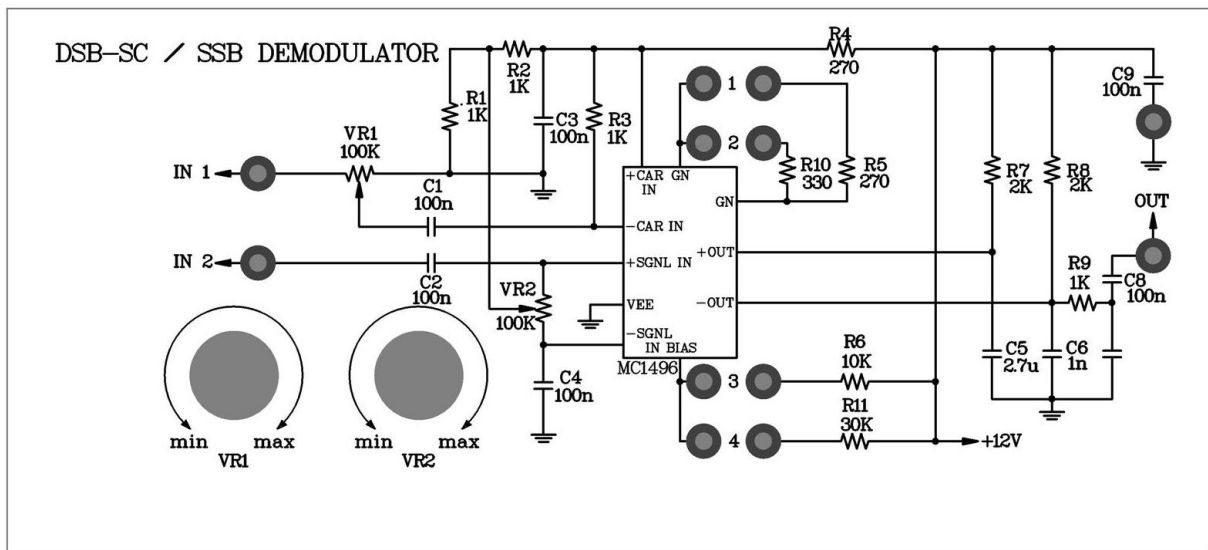 DSB-SC / SSB DEMODULATOR
R4
270
C9
100n
R2
1K
R1
1K
C3
100n
R3
1K
1
2
VR1
100K
IN 1
C1
100n
R10
330
R5
270
R7
2K
R8
2K
OUT
+CAR GN
IN
GN
-CAR IN
+SGNL IN
+OUT
IN 2
C2
100n
VR2
100K
VEE
-OUT
R9
1K
C8
100n
-SGNL
IN BIAS
MC1496
C4
100n
3
R6
10K
C5
2.7u
C6
1n
4
R11
30K
+12V
min
max
VR1
min
max
VR2